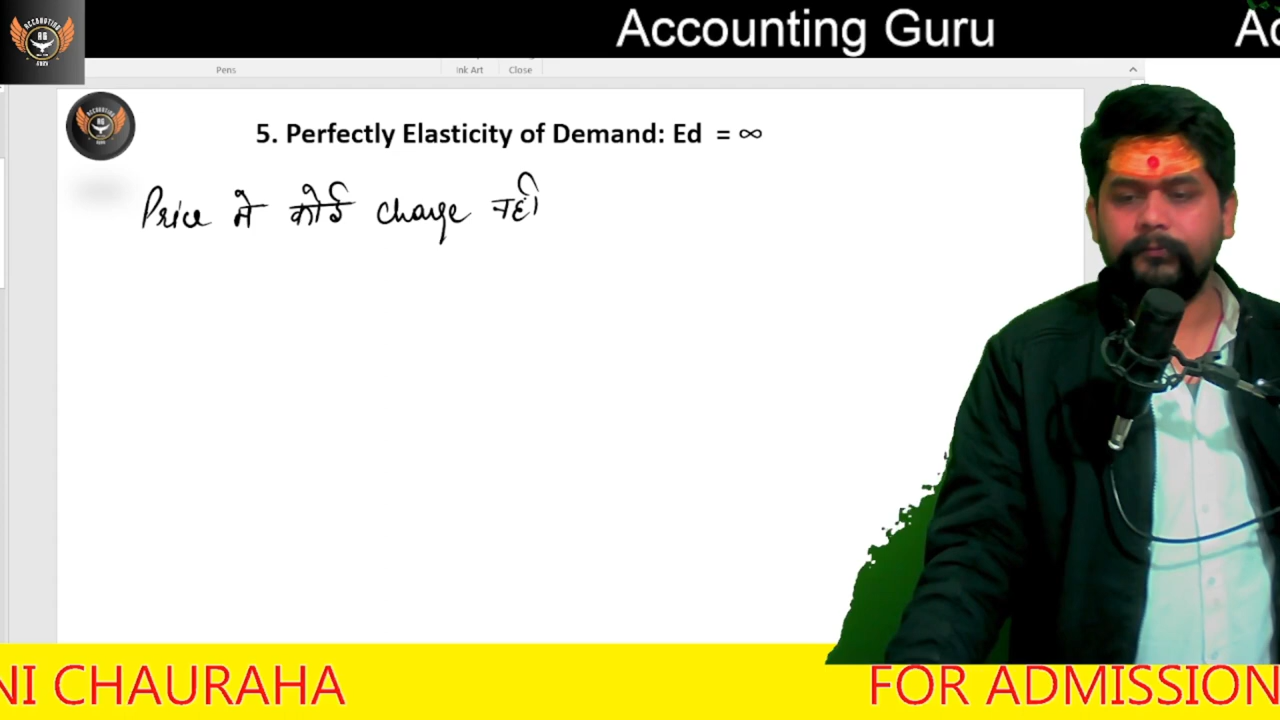 Accounting Guru
Ac
Pens
Ink Art
Close
5. Perfectly Elasticity of Demand: Ed = ∞
Price में कोई change नहीं
NI CHAURAHA
FOR ADMISSION